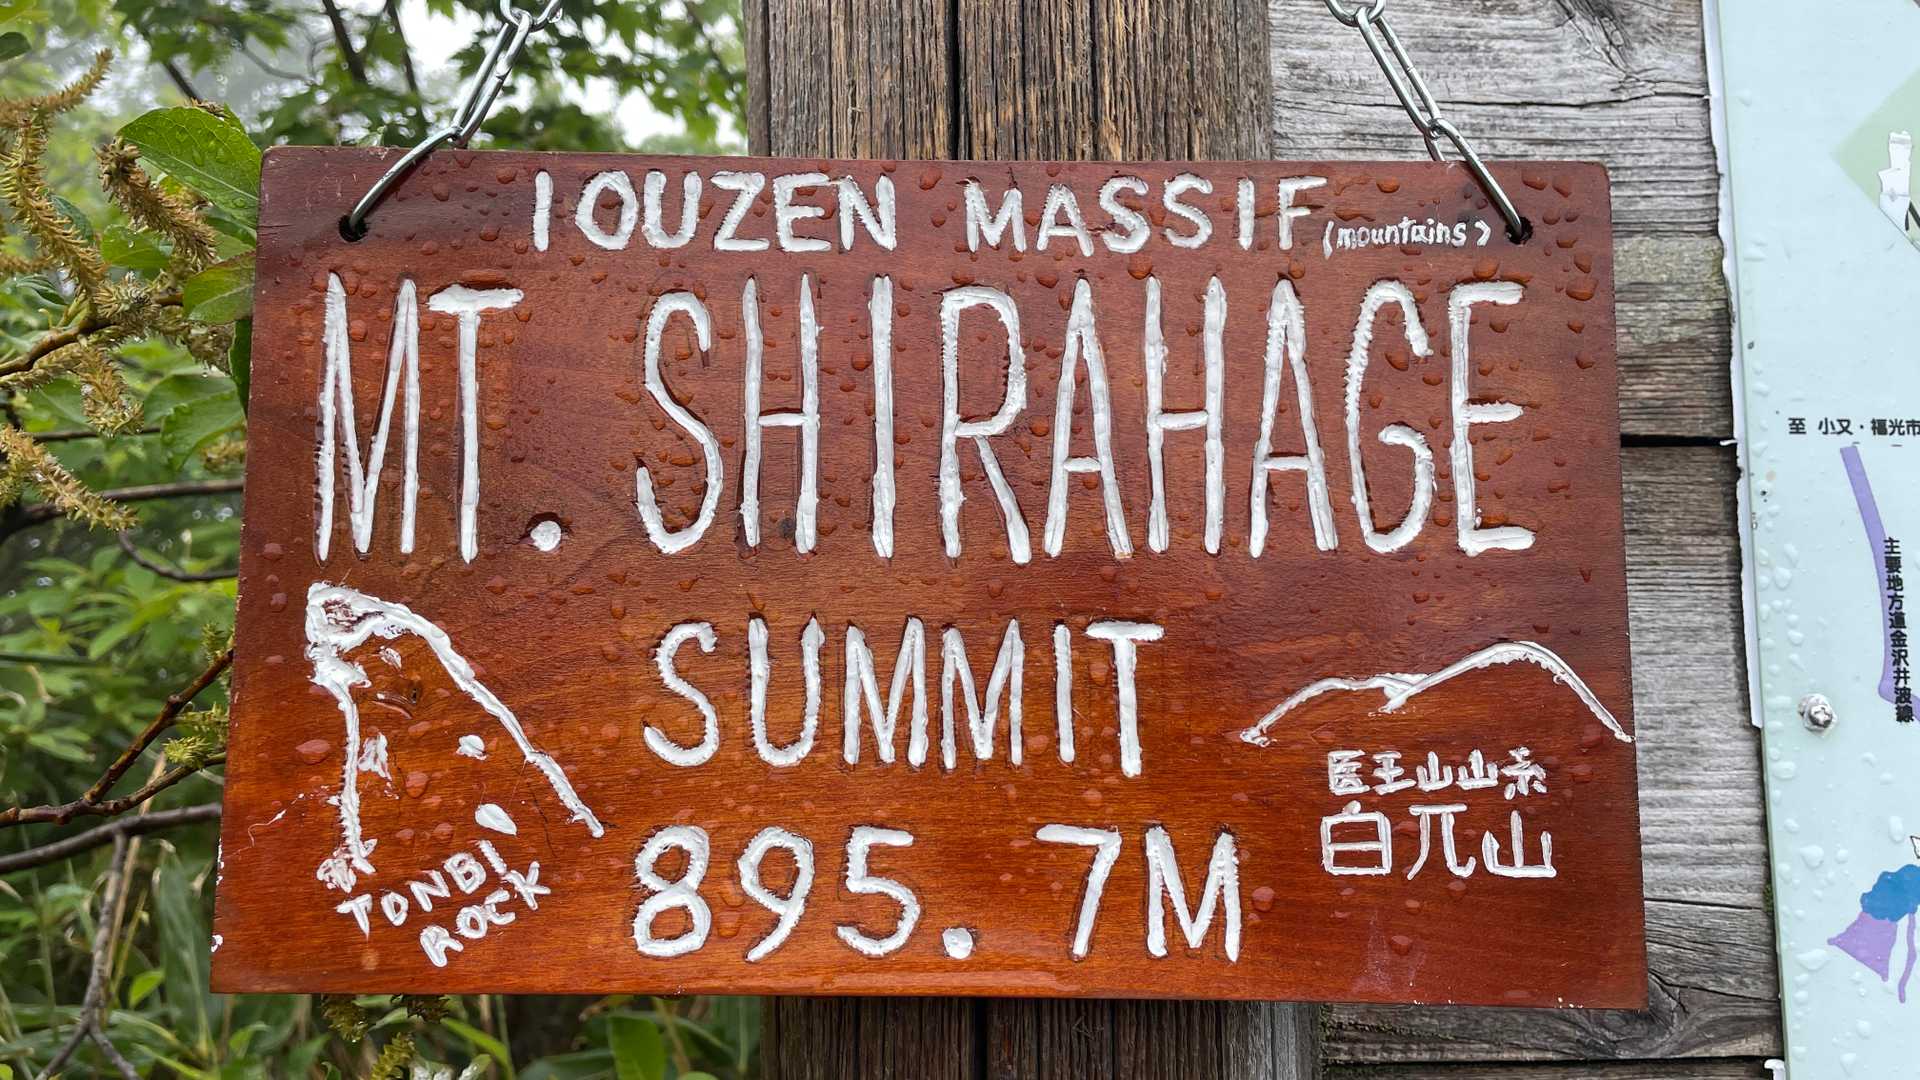 IOUZEN MASSIF (mountains)
MT. SHIRAHAGE
SUMMIT
895.7M
TONBI
ROCK
医王山山系
白兀山
至 小又・福光市
主要地方道金沢井波線